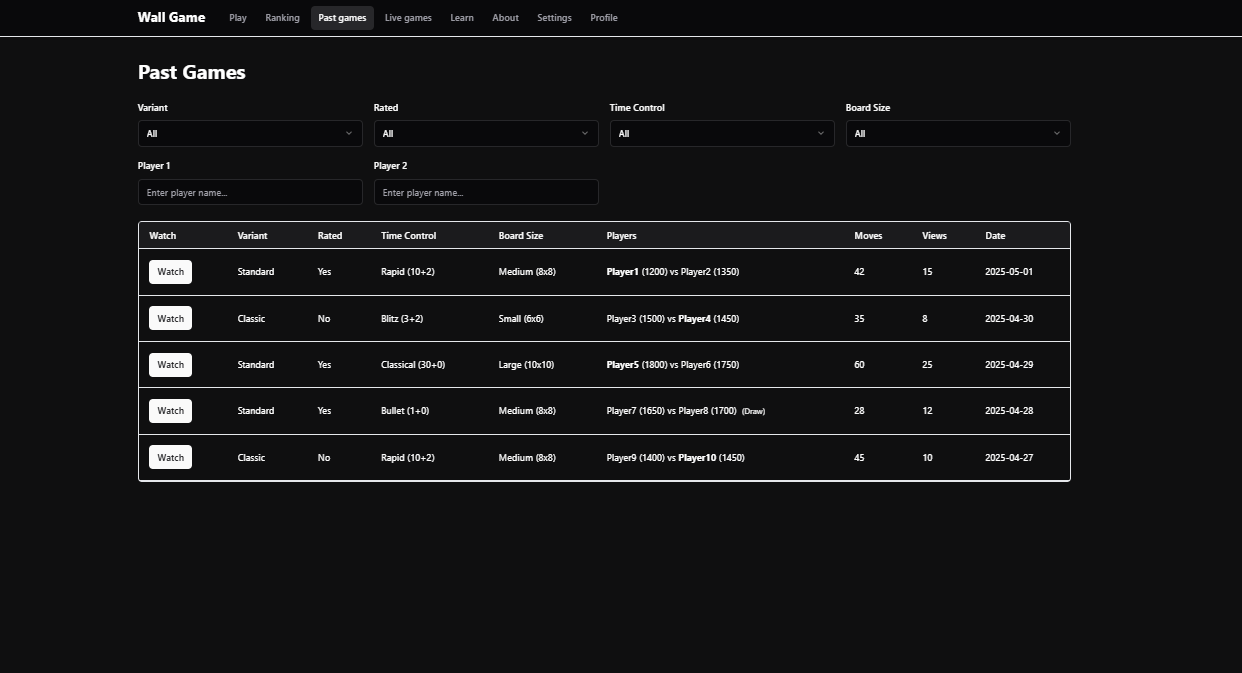 Wall Game Play Ranking Past games Live games Learn About Settings Profile
Past Games
Variant Rated Time Control Board Size
All All All All
Player 1 Player 2
Enter player name... Enter player name...
Watch Variant Rated Time Control Board Size Players Moves Views Date
Watch Standard Yes Rapid (10+2) Medium (8x8) Player1 (1200) vs Player2 (1350) 42 15 2025-05-01
Watch Classic No Blitz (3+2) Small (6x6) Player3 (1500) vs Player4 (1450) 35 8 2025-04-30
Watch Standard Yes Classical (30+0) Large (10x10) Player5 (1800) vs Player6 (1750) 60 25 2025-04-29
Watch Standard Yes Bullet (1+0) Medium (8x8) Player7 (1650) vs Player8 (1700) (Draw) 28 12 2025-04-28
Watch Classic No Rapid (10+2) Medium (8x8) Player9 (1400) vs Player10 (1450) 45 10 2025-04-27